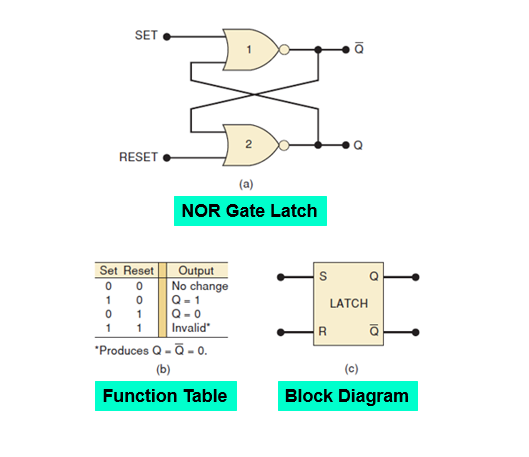 SET
1
Q̅
2
Q
RESET
(a)
NOR Gate Latch
Set Reset Output
0 0 No change
1 0 Q = 1
0 1 Q = 0
1 1 Invalid*
*Produces Q = Q̅ = 0.
(b)
Function Table
S Q
LATCH
R Q̅
(c)
Block Diagram